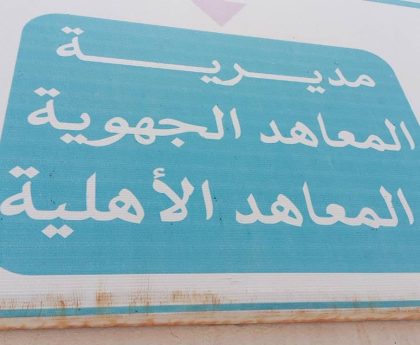 مديرية
المعاهد الجهوية
المعاهد الأهلية